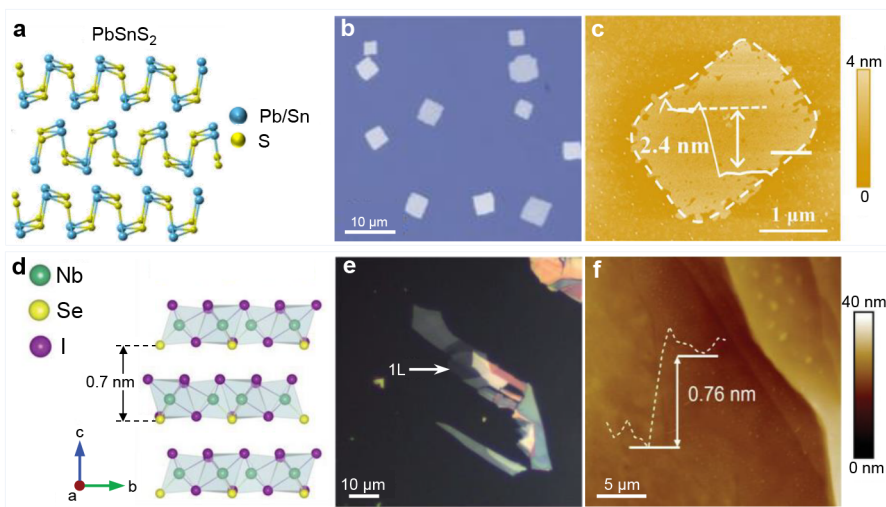 a
PbSnS2
Pb/Sn
S
b
10 µm
c
2.4 nm
1 µm
4 nm
0
d
Nb
Se
I
0.7 nm
c
a
b
e
1L
10 µm
f
0.76 nm
5 µm
40 nm
0 nm